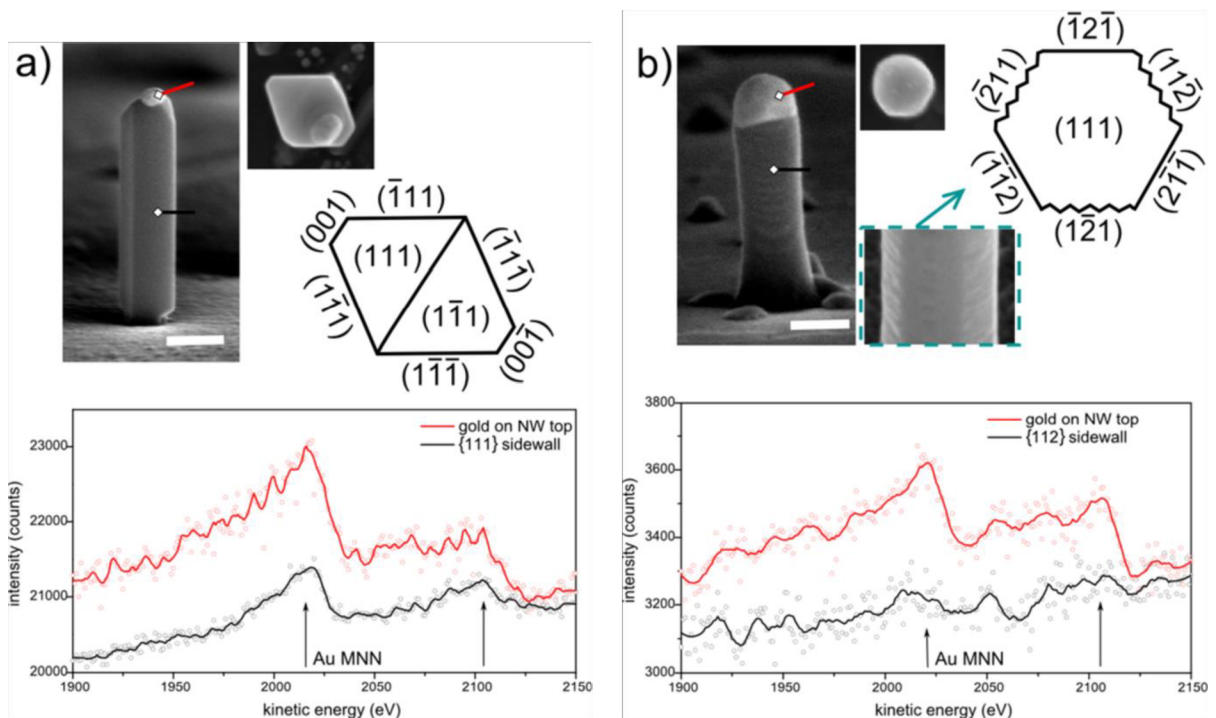 a)
(1̄11)
(001)
(111)
(1̄11̄)
(11̄1)
(11̄1)
(001̄)
(11̄1̄)
gold on NW top
{111} sidewall
intensity (counts)
23000
22000
21000
20000
Au MNN
1900 1950 2000 2050 2100 2150
kinetic energy (eV)
b)
(1̄21̄)
(2̄11)
(112̄)
(111)
(1̄1̄2)
(21̄1̄)
(12̄1)
gold on NW top
{112} sidewall
intensity (counts)
3800
3600
3400
3200
3000
Au MNN
1900 1950 2000 2050 2100 2150
kinetic energy (eV)